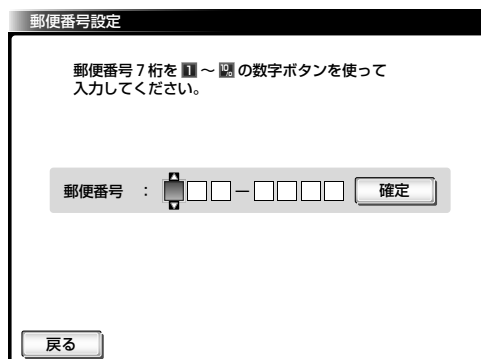 郵便番号設定
郵便番号7桁を 1 ～ 10/0 の数字ボタンを使って
入力してください。
郵便番号 : － 確定
戻る